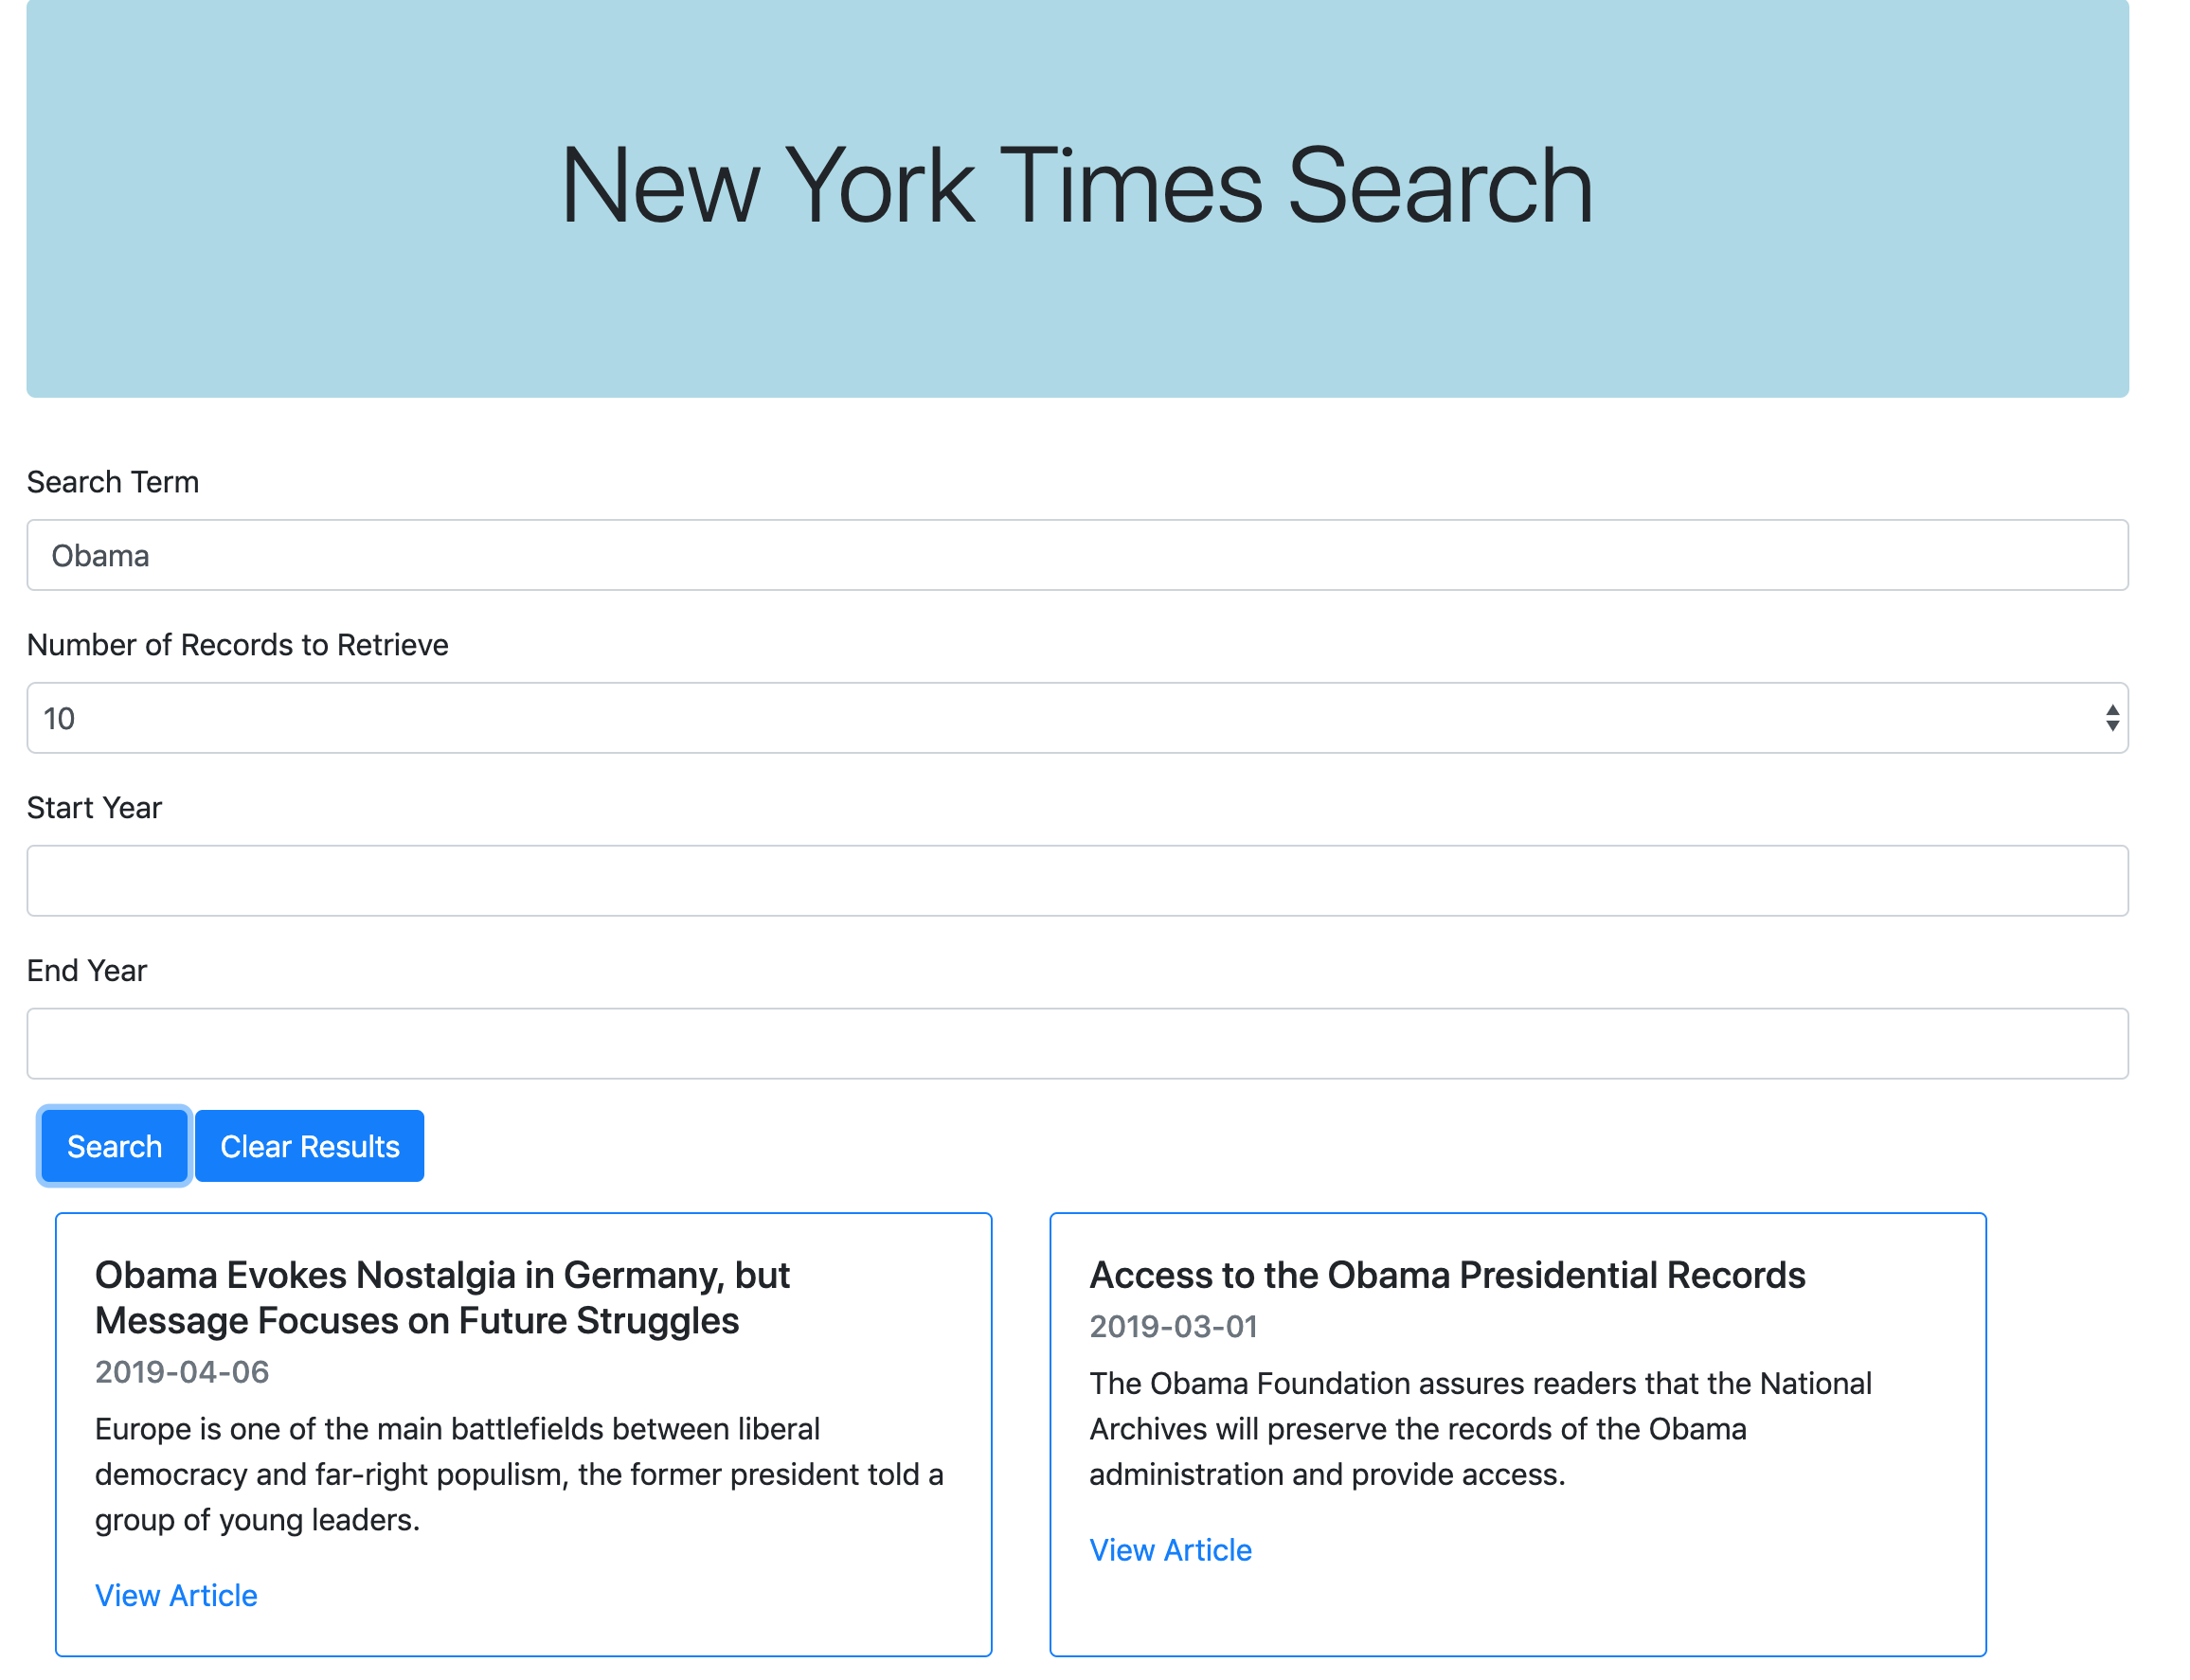 New York Times Search
Search Term
Obama
Number of Records to Retrieve
10
Start Year
End Year
Search
Clear Results
Obama Evokes Nostalgia in Germany, but
Message Focuses on Future Struggles
2019-04-06
Europe is one of the main battlefields between liberal
democracy and far-right populism, the former president told a
group of young leaders.
View Article
Access to the Obama Presidential Records
2019-03-01
The Obama Foundation assures readers that the National
Archives will preserve the records of the Obama
administration and provide access.
View Article